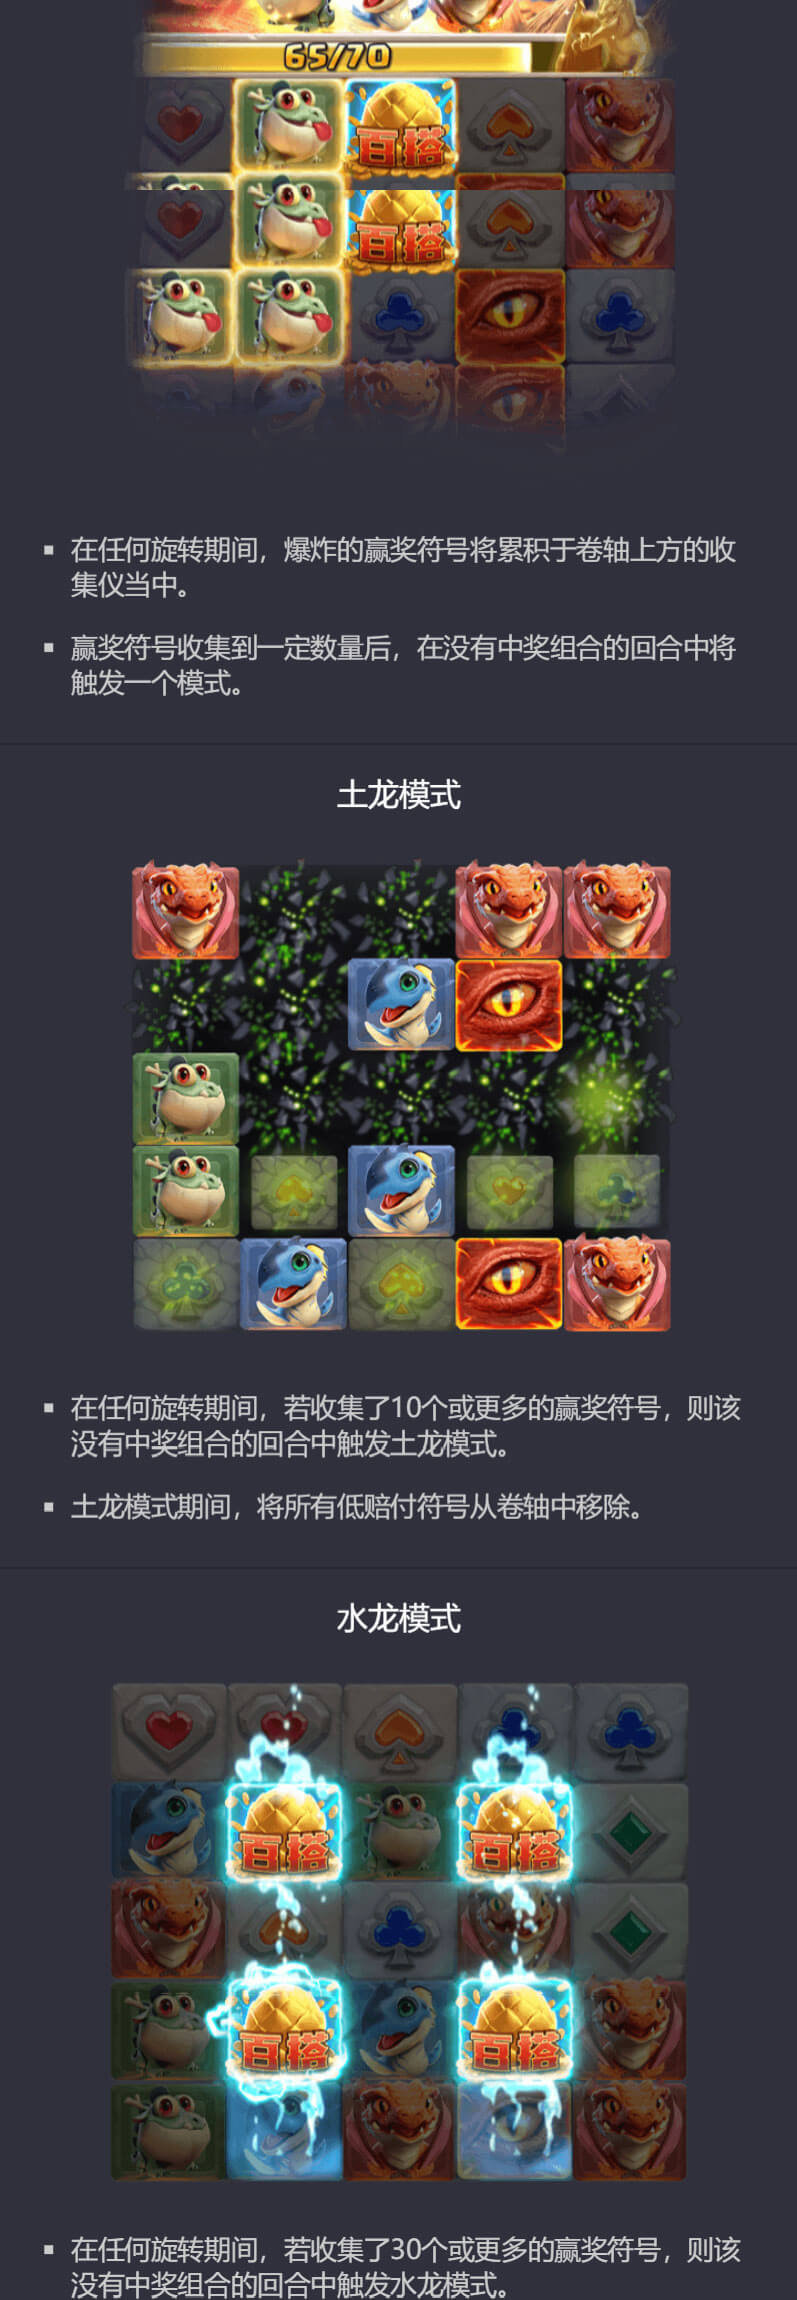 65/70
百搭
百搭
在任何旋转期间，爆炸的赢奖符号将累积于卷轴上方的收
集仪当中。
赢奖符号收集到一定数量后，在没有中奖组合的回合中将
触发一个模式。
土龙模式
在任何旋转期间，若收集了10个或更多的赢奖符号，则该
没有中奖组合的回合中触发土龙模式。
土龙模式期间，将所有低赔付符号从卷轴中移除。
水龙模式
百搭 百搭
百搭 百搭
在任何旋转期间，若收集了30个或更多的赢奖符号，则该
没有中奖组合的回合中触发水龙模式。